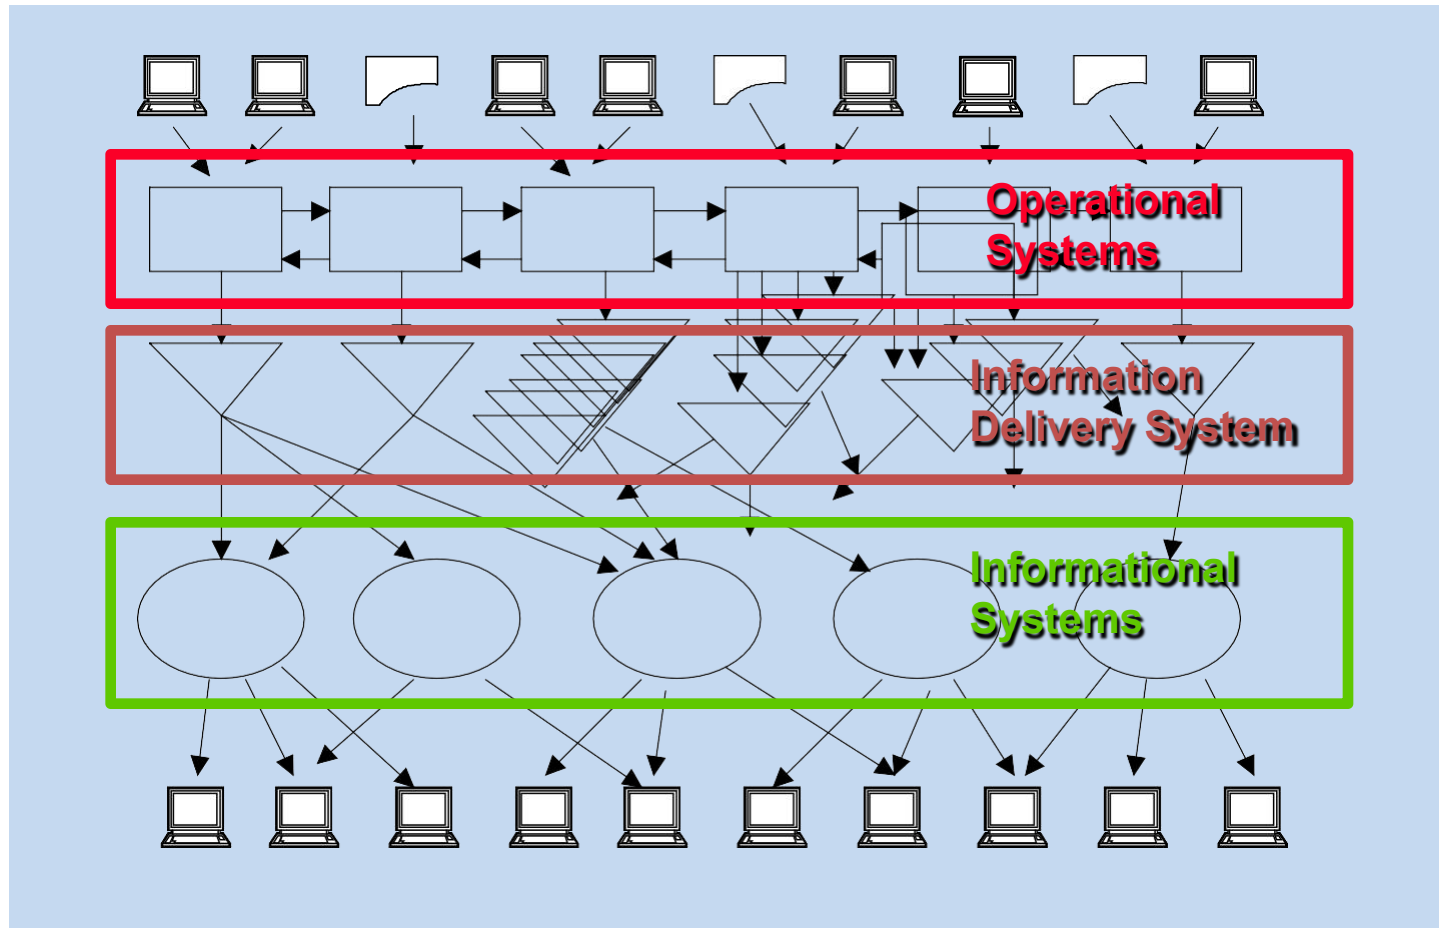 Operational
Systems
Information
Delivery System
Informational
Systems